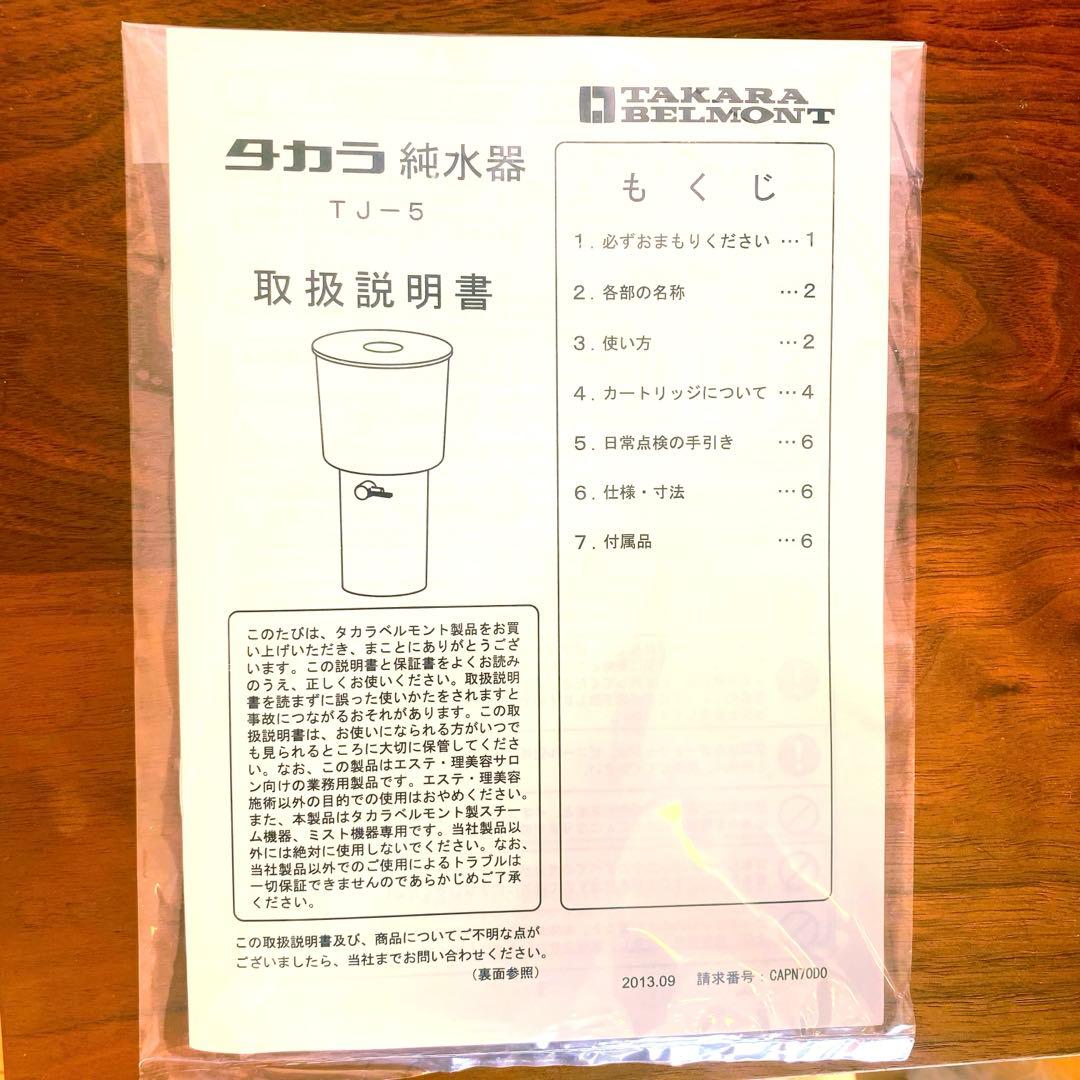 TAKARA
BELMONT
タカラ 純水器
TJ－5
取扱説明書
このたびは、タカラベルモント製品をお買
い上げいただき、まことにありがとうござ
います。この説明書と保証書をよくお読み
のうえ、正しくお使いください。取扱説明
書を読まずに誤った使いかたをされますと
事故につながるおそれがあります。この取
扱説明書は、お使いになられる方がいつで
も見られるところに大切に保管してくださ
い。なお、この製品はエステ・理美容サロ
ン向けの業務用製品です。エステ・理美容
施術以外の目的での使用はおやめください。
また、本製品はタカラベルモント製スチー
ム機器、ミスト機器専用です。当社製品以
外には絶対に使用しないでください。なお、
当社製品以外でのご使用によるトラブルは
一切保証できませんのであらかじめご了承
ください。
この取扱説明書及び、商品についてご不明な点が
ございましたら、当社までお問い合わせください。
（裏面参照）
もくじ
1．必ずおまもりください …1
2．各部の名称 …2
3．使い方 …2
4．カートリッジについて …4
5．日常点検の手引き …6
6．仕様・寸法 …6
7．付属品 …6
2013.09 請求番号：CAPN70D0